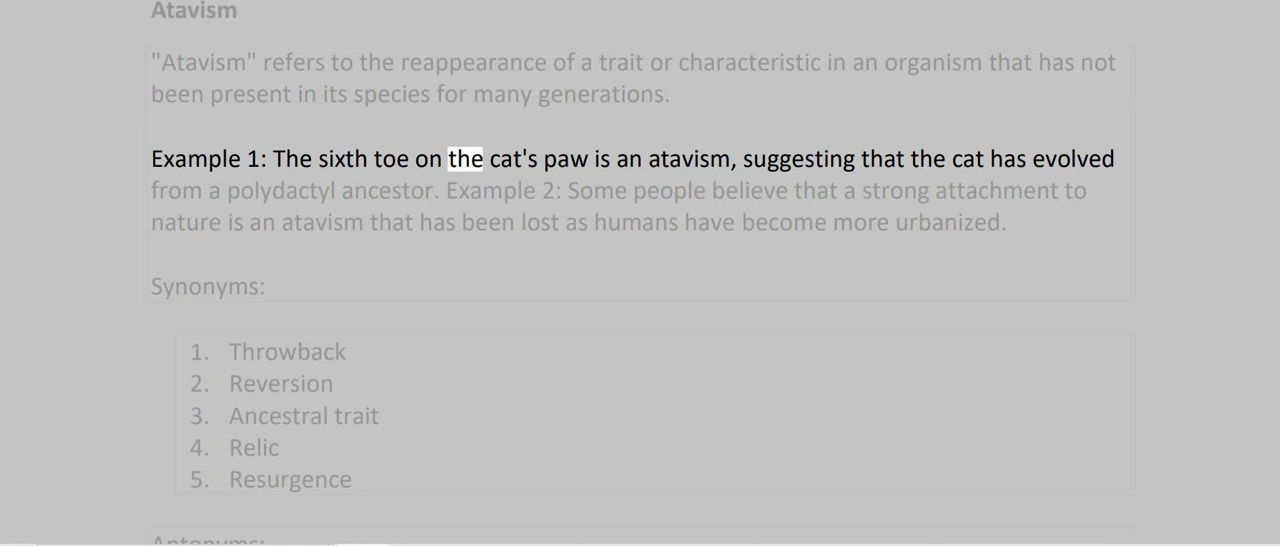 Atavism
"Atavism" refers to the reappearance of a trait or characteristic in an organism that has not
been present in its species for many generations.
Example 1: The sixth toe on the cat's paw is an atavism, suggesting that the cat has evolved
from a polydactyl ancestor. Example 2: Some people believe that a strong attachment to
nature is an atavism that has been lost as humans have become more urbanized.
Synonyms:
1. Throwback
2. Reversion
3. Ancestral trait
4. Relic
5. Resurgence
Antonyms: